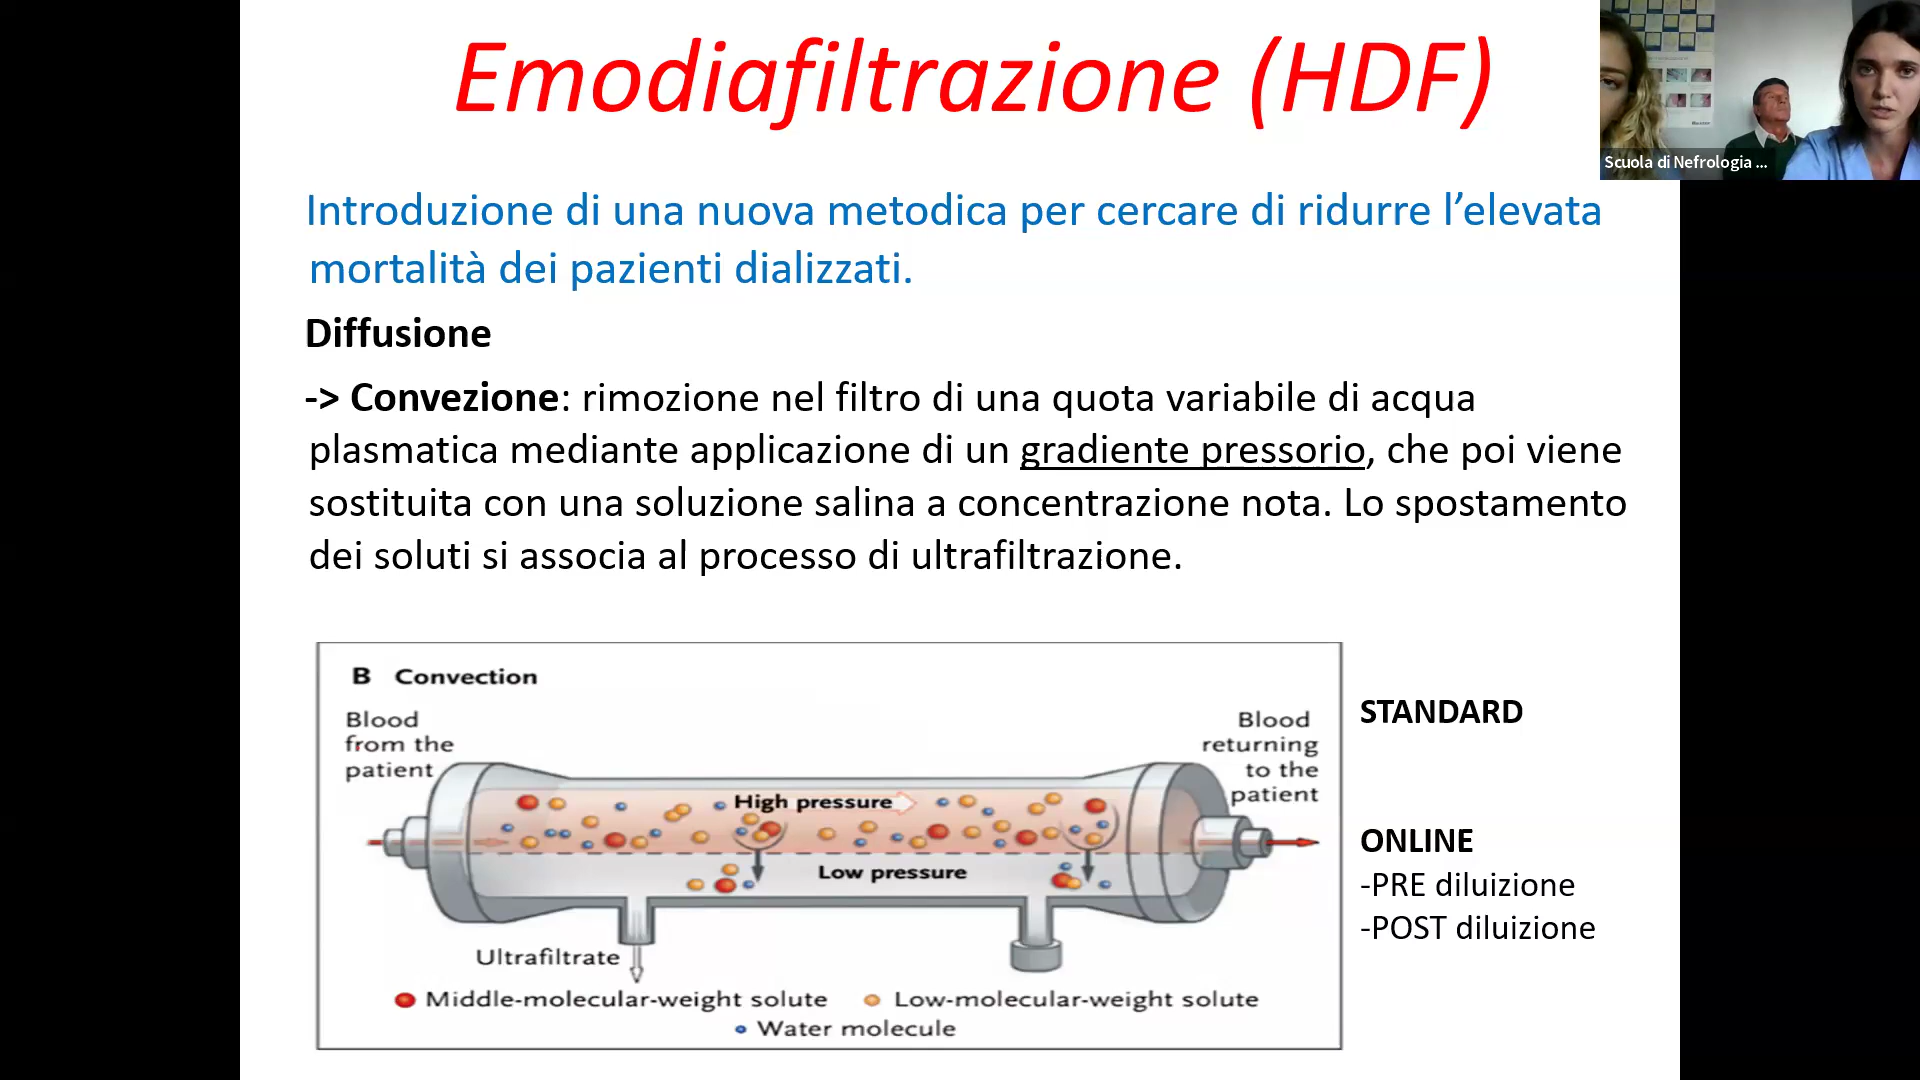 Emodiafiltrazione (HDF)
Scuola di Nefrologia ...
Introduzione di una nuova metodica per cercare di ridurre l’elevata
mortalità dei pazienti dializzati.
Diffusione
-> Convezione: rimozione nel filtro di una quota variabile di acqua
plasmatica mediante applicazione di un gradiente pressorio, che poi viene
sostituita con una soluzione salina a concentrazione nota. Lo spostamento
dei soluti si associa al processo di ultrafiltrazione.
B Convection
Blood
from the
patient
Blood
returning
to the
patient
High pressure
Low pressure
Ultrafiltrate
Middle-molecular-weight solute
Low-molecular-weight solute
Water molecule
STANDARD
ONLINE
-PRE diluizione
-POST diluizione